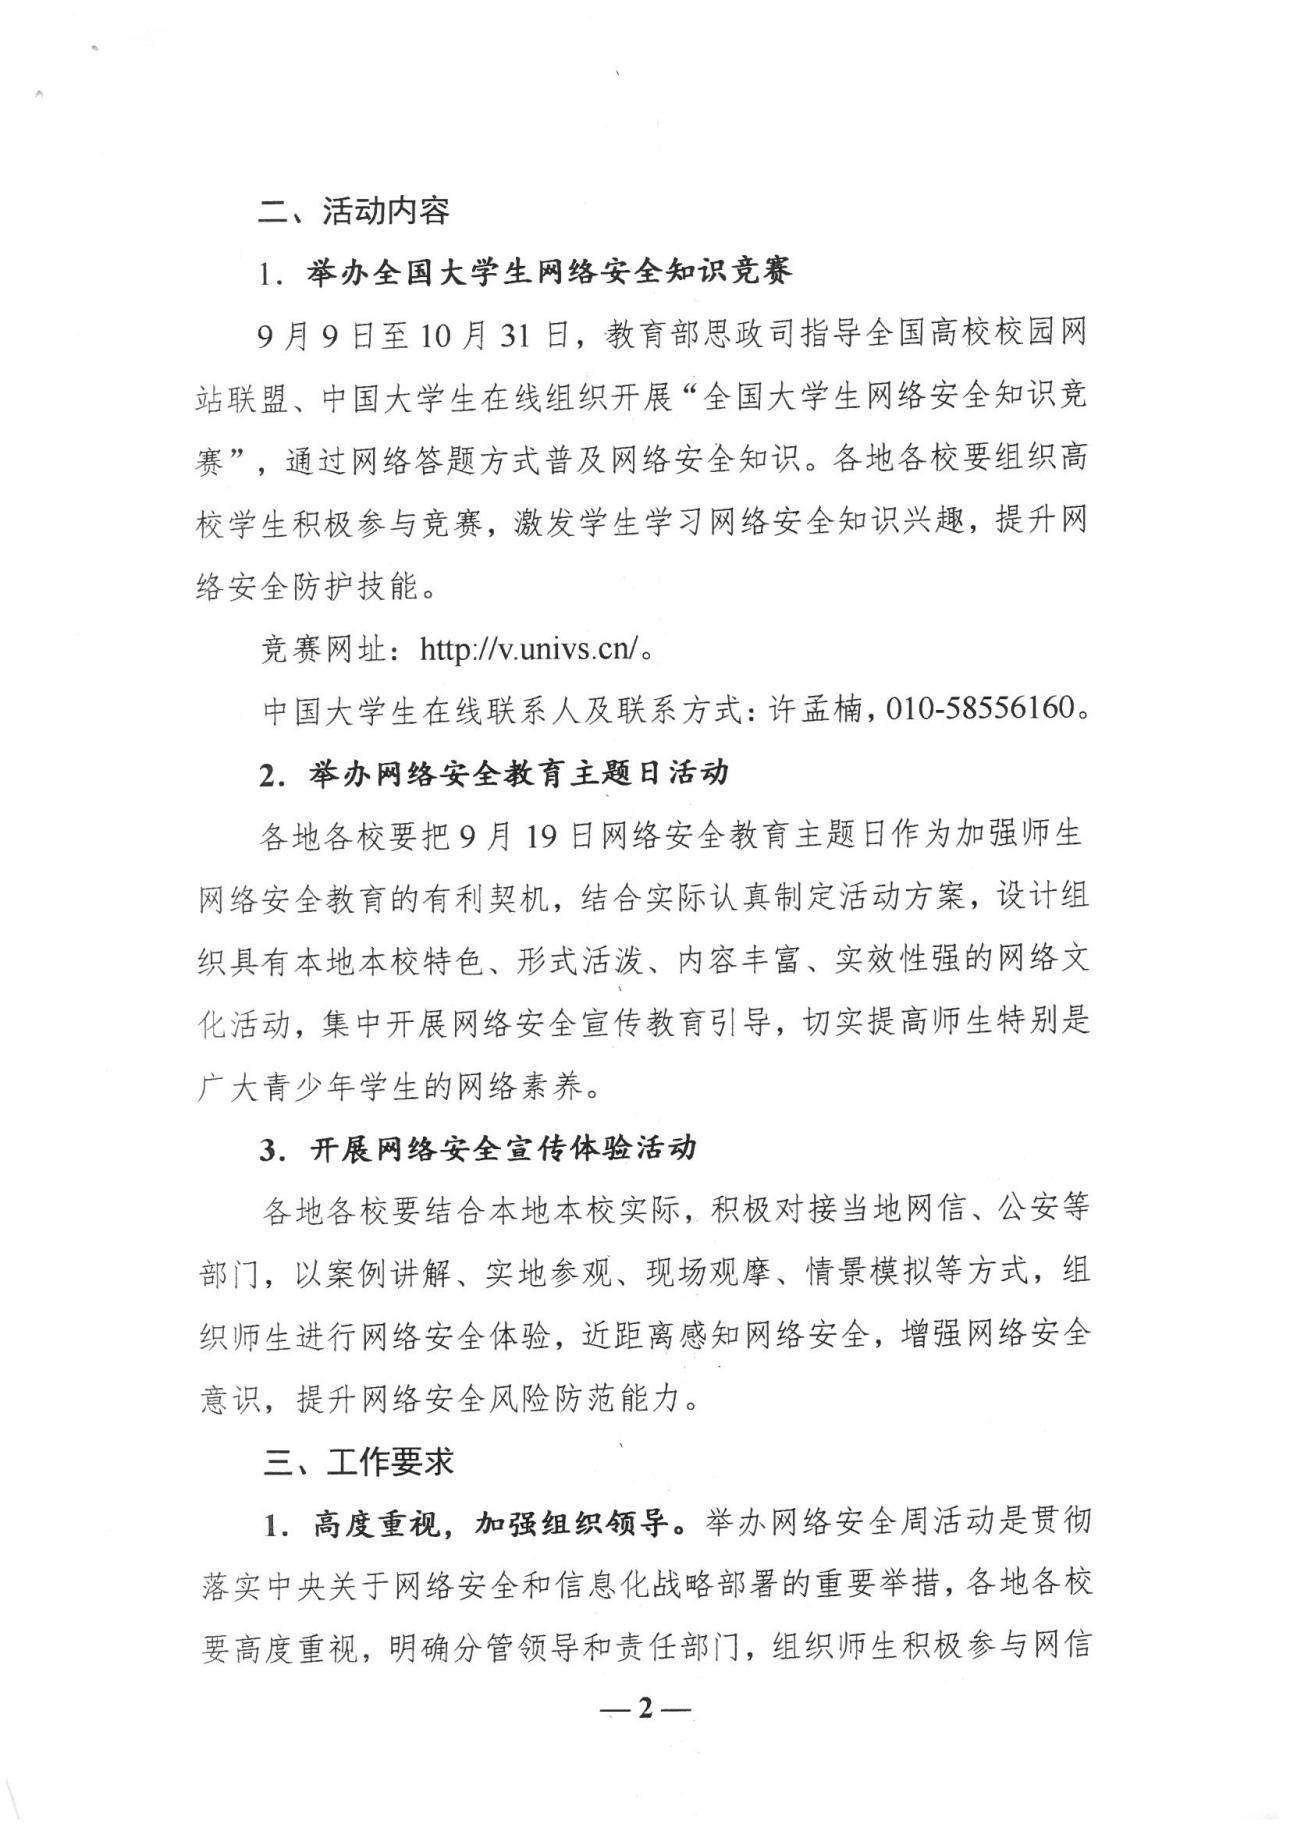 二、活动内容
1. 举办全国大学生网络安全知识竞赛
9 月 9 日至 10 月 31 日，教育部思政司指导全国高校校园网
站联盟、中国大学生在线组织开展“全国大学生网络安全知识竞
赛”，通过网络答题方式普及网络安全知识。各地各校要组织高
校学生积极参与竞赛，激发学生学习网络安全知识兴趣，提升网
络安全防护技能。
竞赛网址：http://v.univs.cn/。
中国大学生在线联系人及联系方式：许孟楠，010-58556160。
2. 举办网络安全教育主题日活动
各地各校要把 9 月 19 日网络安全教育主题日作为加强师生
网络安全教育的有利契机，结合实际认真制定活动方案，设计组
织具有本地本校特色、形式活泼、内容丰富、实效性强的网络文
化活动，集中开展网络安全宣传教育引导，切实提高师生特别是
广大青少年学生的网络素养。
3. 开展网络安全宣传体验活动
各地各校要结合本地本校实际，积极对接当地网信、公安等
部门，以案例讲解、实地参观、现场观摩、情景模拟等方式，组
织师生进行网络安全体验，近距离感知网络安全，增强网络安全
意识，提升网络安全风险防范能力。
三、工作要求
1. 高度重视，加强组织领导。举办网络安全周活动是贯彻
落实中央关于网络安全和信息化战略部署的重要举措，各地各校
要高度重视，明确分管领导和责任部门，组织师生积极参与网信
— 2 —